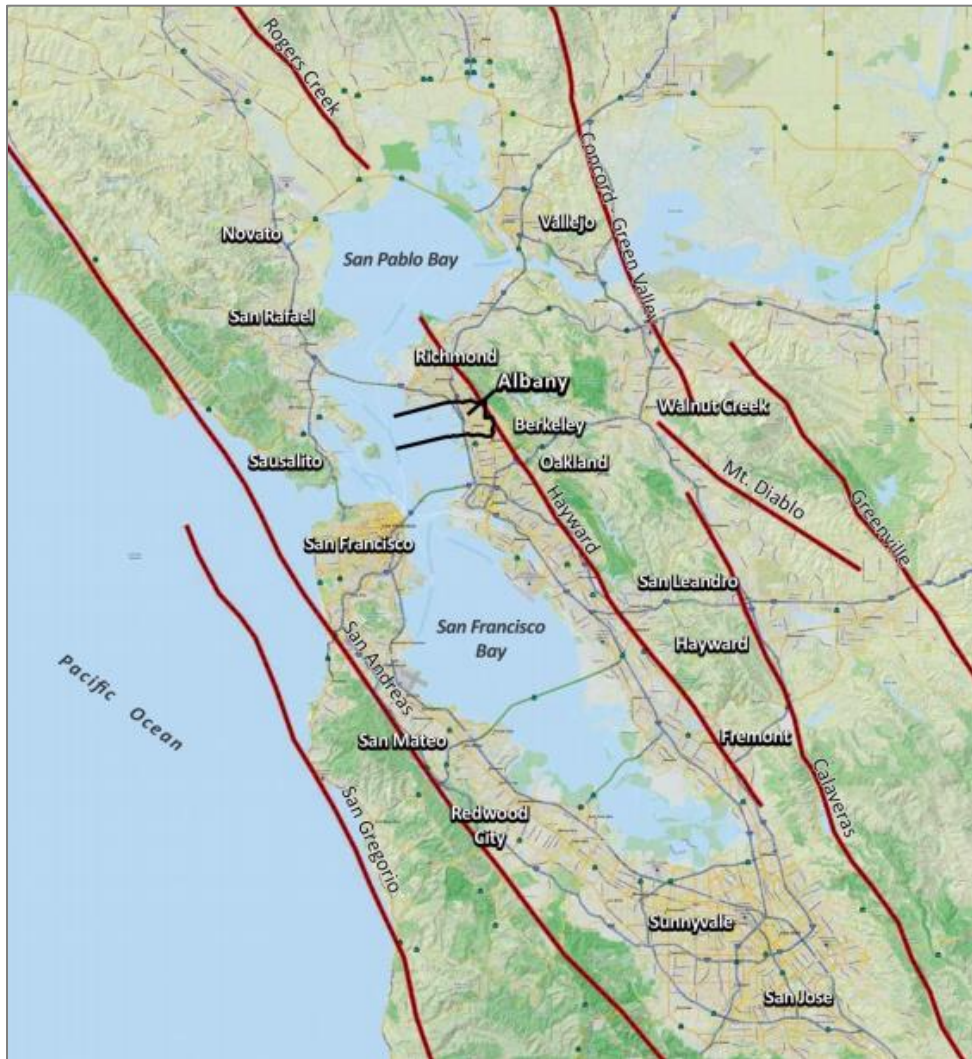 Rogers Creek
Concord - Green Valley
Vallejo
Novato
San Pablo Bay
San Rafael
Richmond
Albany
Walnut Creek
Berkeley
Sausalito
Oakland
Mt. Diablo
Hayward
Greenville
San Francisco
San Leandro
San Francisco
Bay
Hayward
San Andreas
Pacific Ocean
San Mateo
Fremont
Calaveras
San Gregorio
Redwood
City
Sunnyvale
San Jose